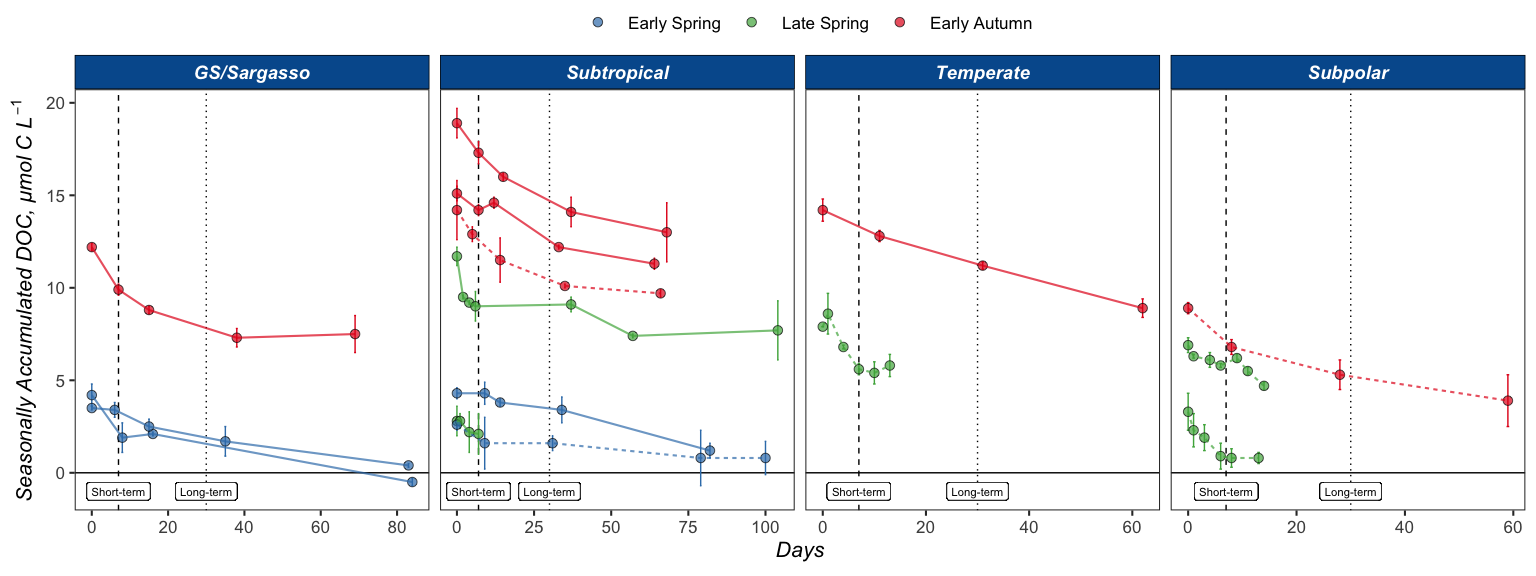 Early Spring Late Spring Early Autumn
GS/Sargasso Subtropical Temperate Subpolar
Seasonally Accumulated DOC, µmol C L⁻¹
20
15
10
5
0
Short-term Long-term Short-term Long-term Short-term Long-term Short-term Long-term
0 20 40 60 80 0 25 50 75 100 0 20 40 60 0 20 40 60
Days